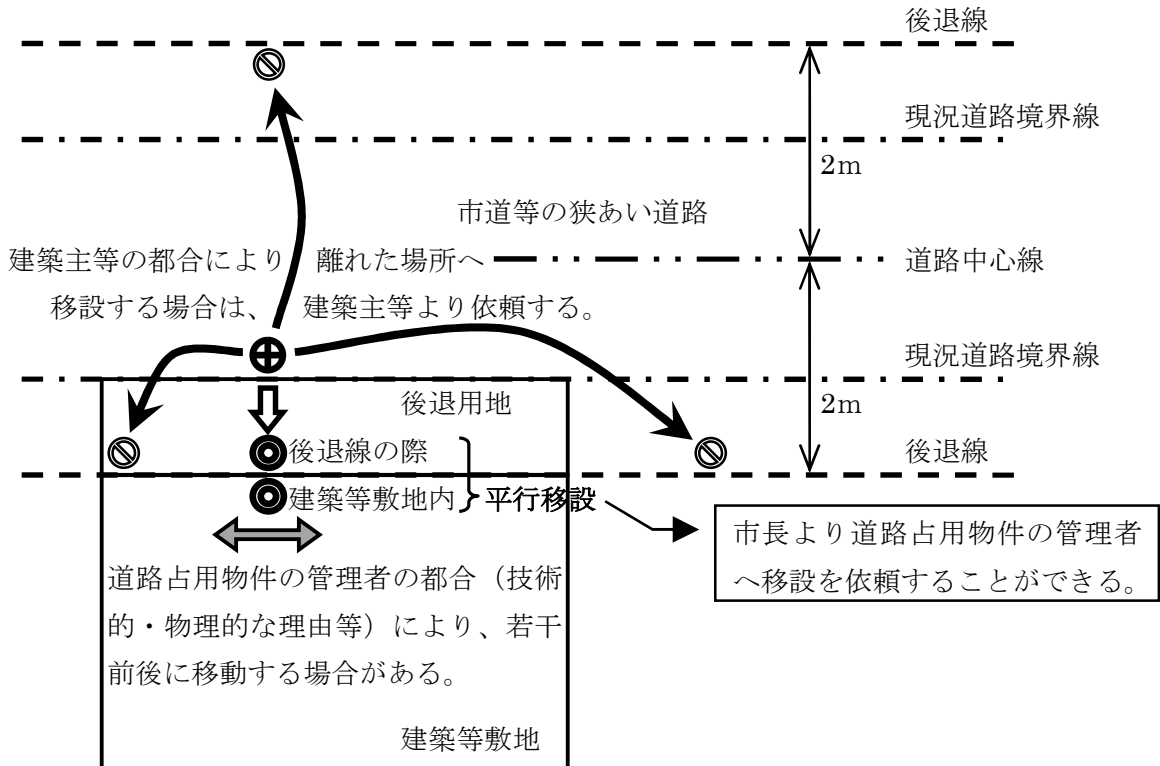 後退線
現況道路境界線
2m
市道等の狭あい道路
建築主等の都合により 離れた場所へ
道路中心線
移設する場合は、 建築主等より依頼する。
現況道路境界線
後退用地
2m
後退線の際
後退線
建築等敷地内
平行移設
市長より道路占用物件の管理者
へ移設を依頼することができる。
道路占用物件の管理者の都合(技術
的・物理的な理由等)により、若干
前後に移動する場合がある。
建築等敷地